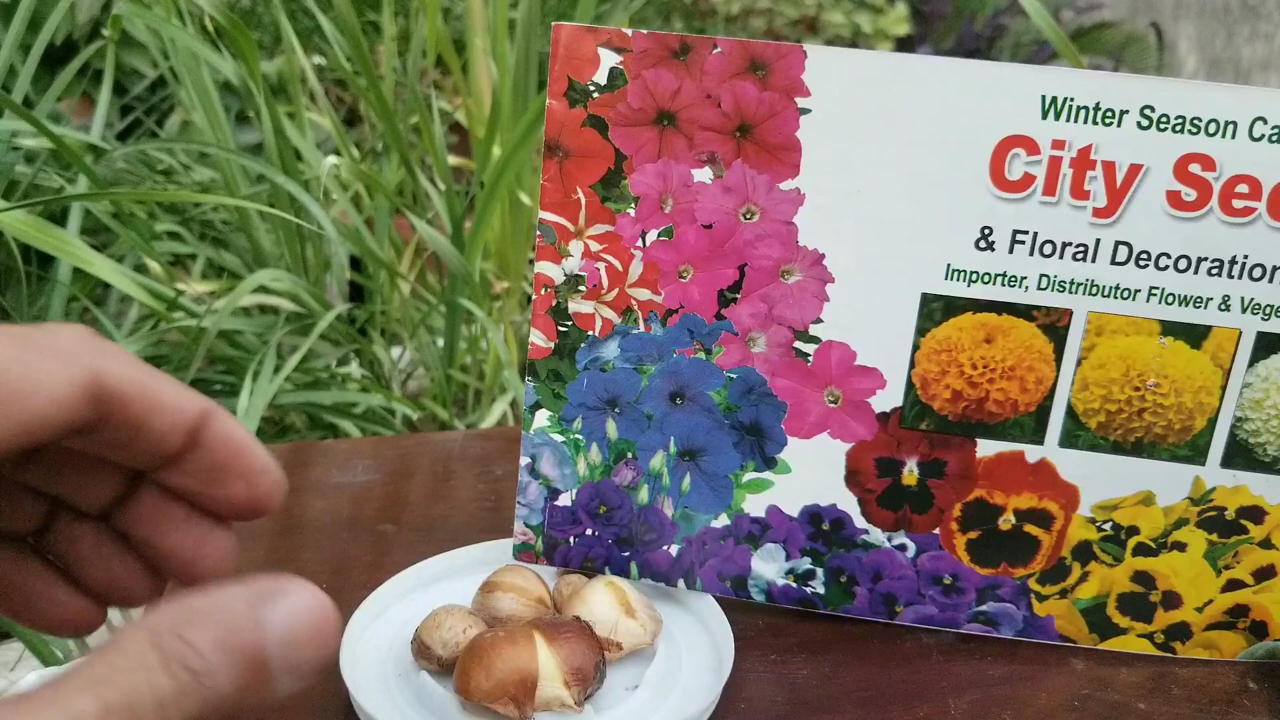 Winter Season Ca
City See
& Floral Decoration
Importer, Distributor Flower & Vege